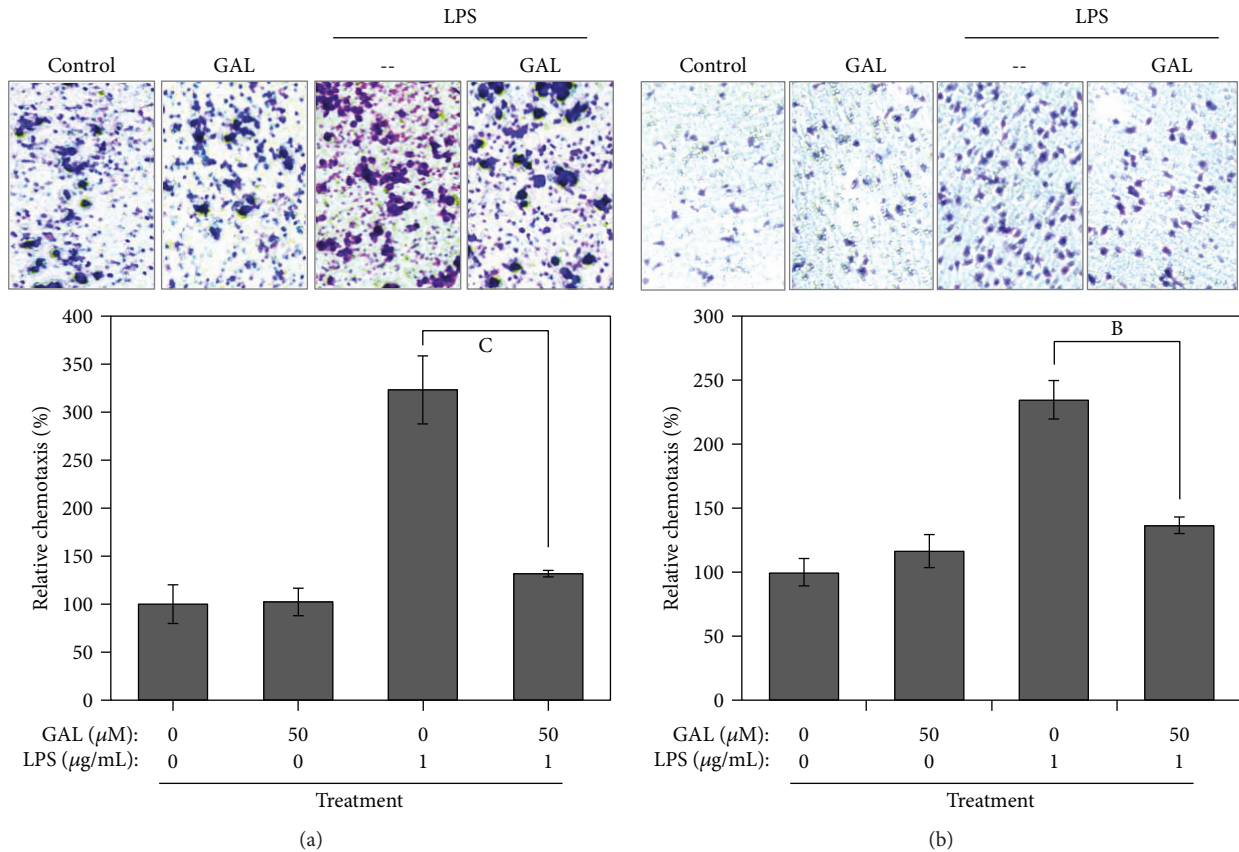 LPS
Control GAL -- GAL
400
350
300
250
200
150
100
50
0
Relative chemotaxis (%)
C
GAL (μM): 0 50 0 50
LPS (μg/mL): 0 0 1 1
Treatment
(a)
LPS
Control GAL -- GAL
300
250
200
150
100
50
0
Relative chemotaxis (%)
B
GAL (μM): 0 50 0 50
LPS (μg/mL): 0 0 1 1
Treatment
(b)